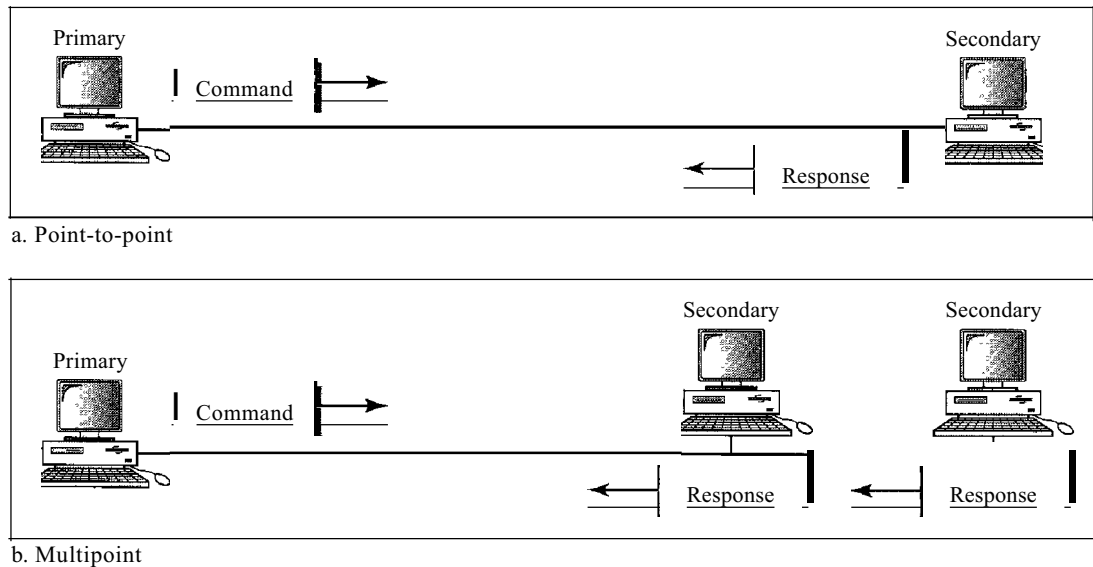 Primary
Secondary
Command
Response
a. Point-to-point
Secondary
Secondary
Primary
Command
Response
Response
b. Multipoint